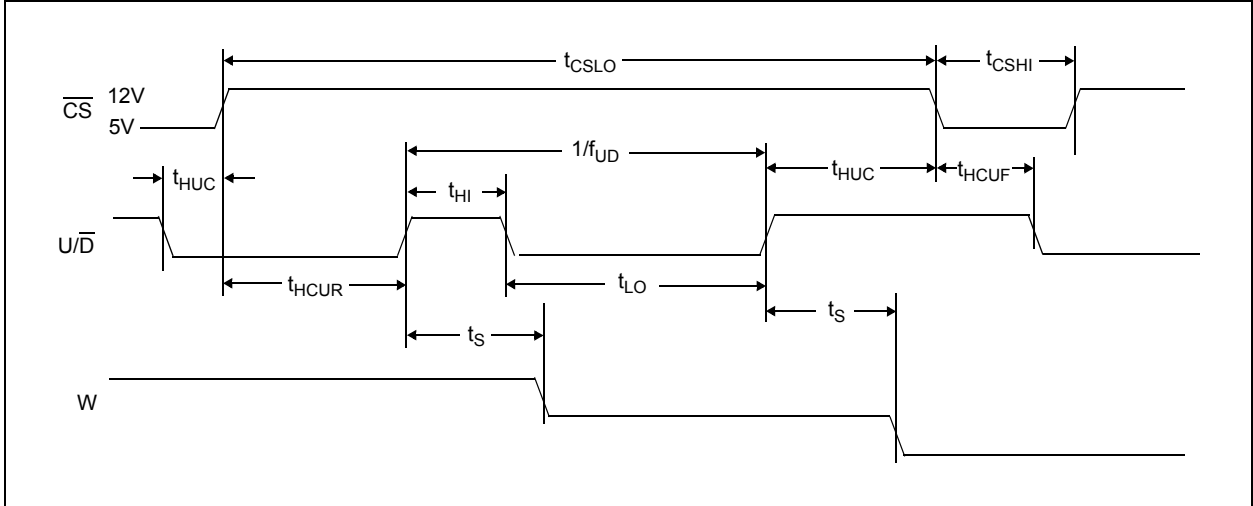 tCSLO
tCSHI
CS
12V
5V
1/fUD
tHUC
tHUC
tHCUF
tHI
U/D
tHCUR
tLO
tS
tS
W